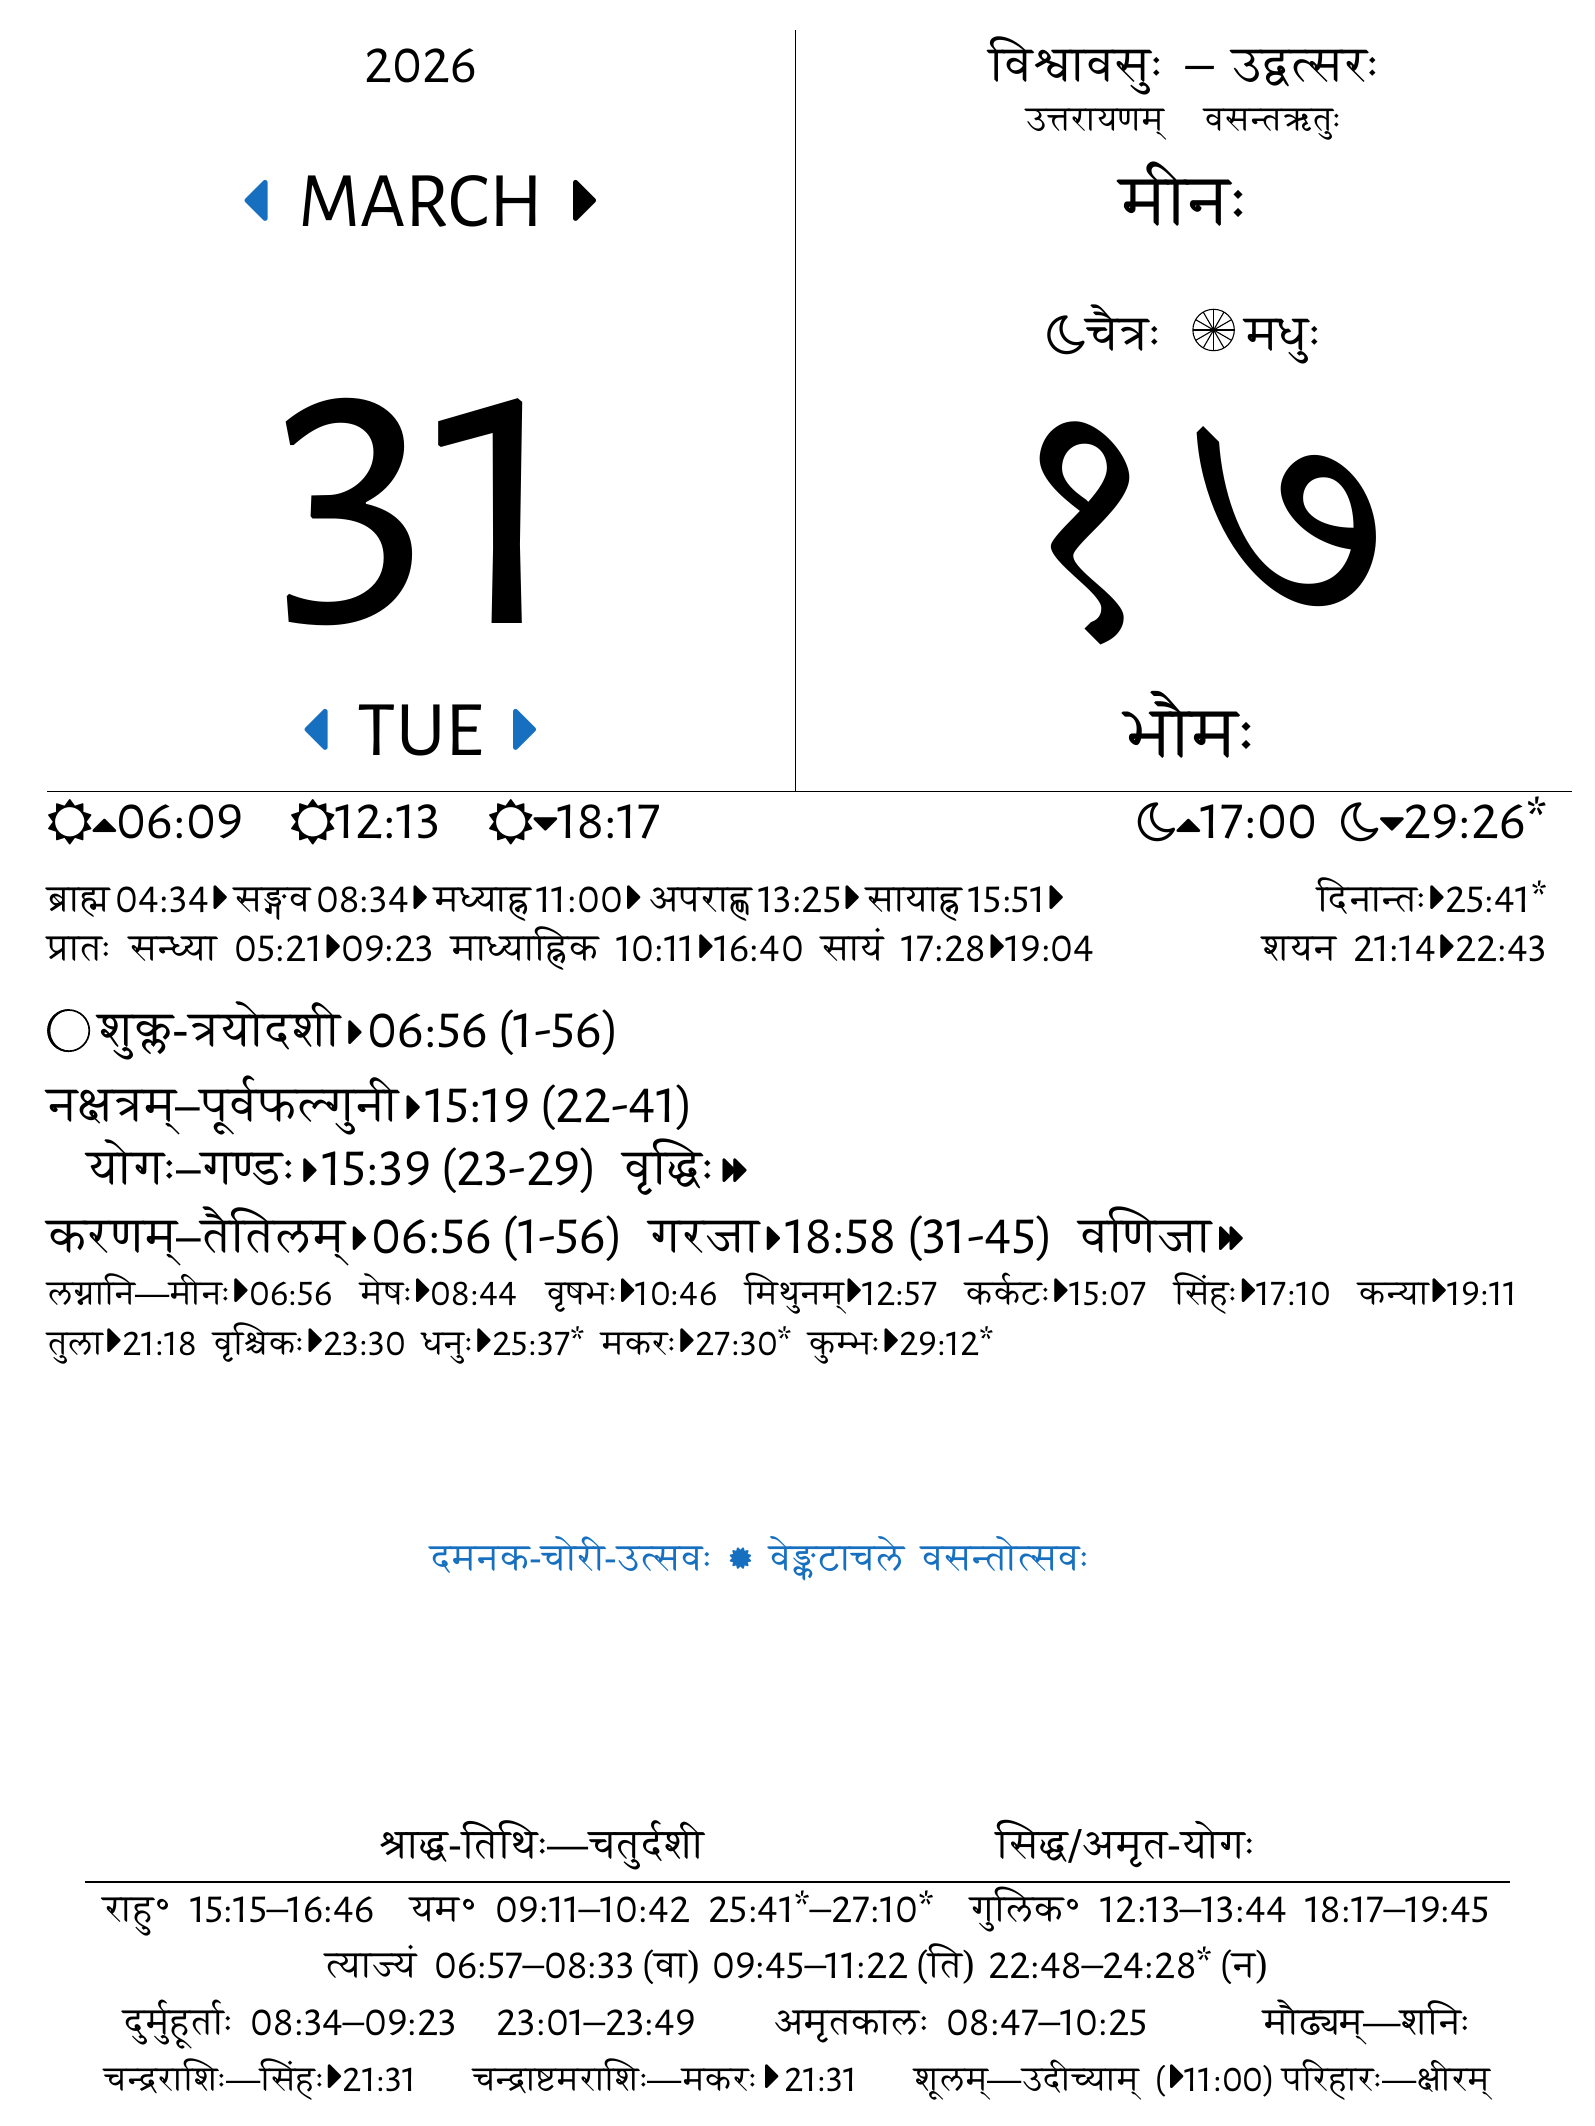 2026
MARCH
31
TUE
विश्वावसुः – उद्वत्सरः
उत्तरायणम् वसन्तऋतुः
मीनः
चैत्रः मधुः
१७
भौमः
06:09 12:13 18:17 17:00 29:26*
ब्राह्म 04:34 सङ्गव 08:34 मध्याह्न 11:00 अपराह्ण 13:25 सायाह्न 15:51 दिनान्तः 25:41*
प्रातः सन्ध्या 05:21 09:23 माध्याह्निक 10:11 16:40 सायं 17:28 19:04 शयन 21:14 22:43
शुक्ल-त्रयोदशी 06:56 (1-56)
नक्षत्रम्–पूर्वफल्गुनी 15:19 (22-41)
योगः–गण्डः 15:39 (23-29) वृद्धिः
करणम्–तैतिलम् 06:56 (1-56) गरजा 18:58 (31-45) वणिजा
लग्नानि—मीनः 06:56 मेषः 08:44 वृषभः 10:46 मिथुनम् 12:57 कर्कटः 15:07 सिंहः 17:10 कन्या 19:11
तुला 21:18 वृश्चिकः 23:30 धनुः 25:37* मकरः 27:30* कुम्भः 29:12*
दमनक-चोरी-उत्सवः वेङ्कटाचले वसन्तोत्सवः
श्राद्ध-तिथिः—चतुर्दशी सिद्ध/अमृत-योगः
राहु॰ 15:15–16:46 यम॰ 09:11–10:42 25:41*–27:10* गुलिक॰ 12:13–13:44 18:17–19:45
त्याज्यं 06:57–08:33 (वा) 09:45–11:22 (ति) 22:48–24:28* (न)
दुर्मुहूर्ताः 08:34–09:23 23:01–23:49 अमृतकालः 08:47–10:25 मौढ्यम्—शनिः
चन्द्रराशिः—सिंहः 21:31 चन्द्राष्टमराशिः—मकरः 21:31 शूलम्—उदीच्याम् (11:00) परिहारः—क्षीरम्